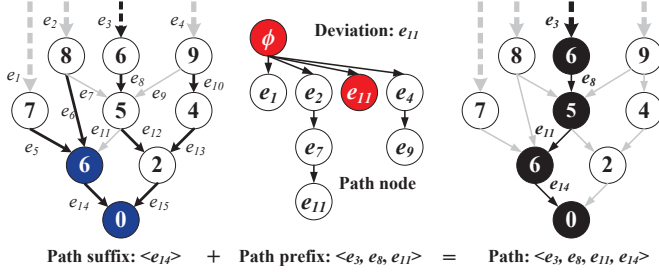 e2 e3 e4
8 6 9
e1 e7 e8 e9 e10
7 5 4
e6 e11 e12
e5 e13
6 2
e14 e15
0
ϕ Deviation: e11
e1 e2 e11 e4
e7 e9
e11 Path node
e3
8 6 9
e8
7 5 4
e11
6 2
e14
0
Path suffix: <e14> + Path prefix: <e3, e8, e11> = Path: <e3, e8, e11, e14>